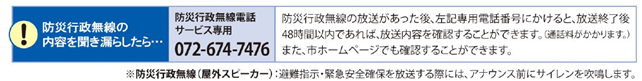 防災行政無線の
内容を聞き漏らしたら…
防災行政無線電話
サービス専用
072-674-7476
防災行政無線の放送があった後、左記専用電話番号にかけると、放送終了後
48時間以内であれば、放送内容を確認することができます。(通話料がかかります。)
また、市ホームページでも確認することができます。
※防災行政無線(屋外スピーカー):避難指示・緊急安全確保を放送する際には、アナウンス前にサイレンを吹鳴します。